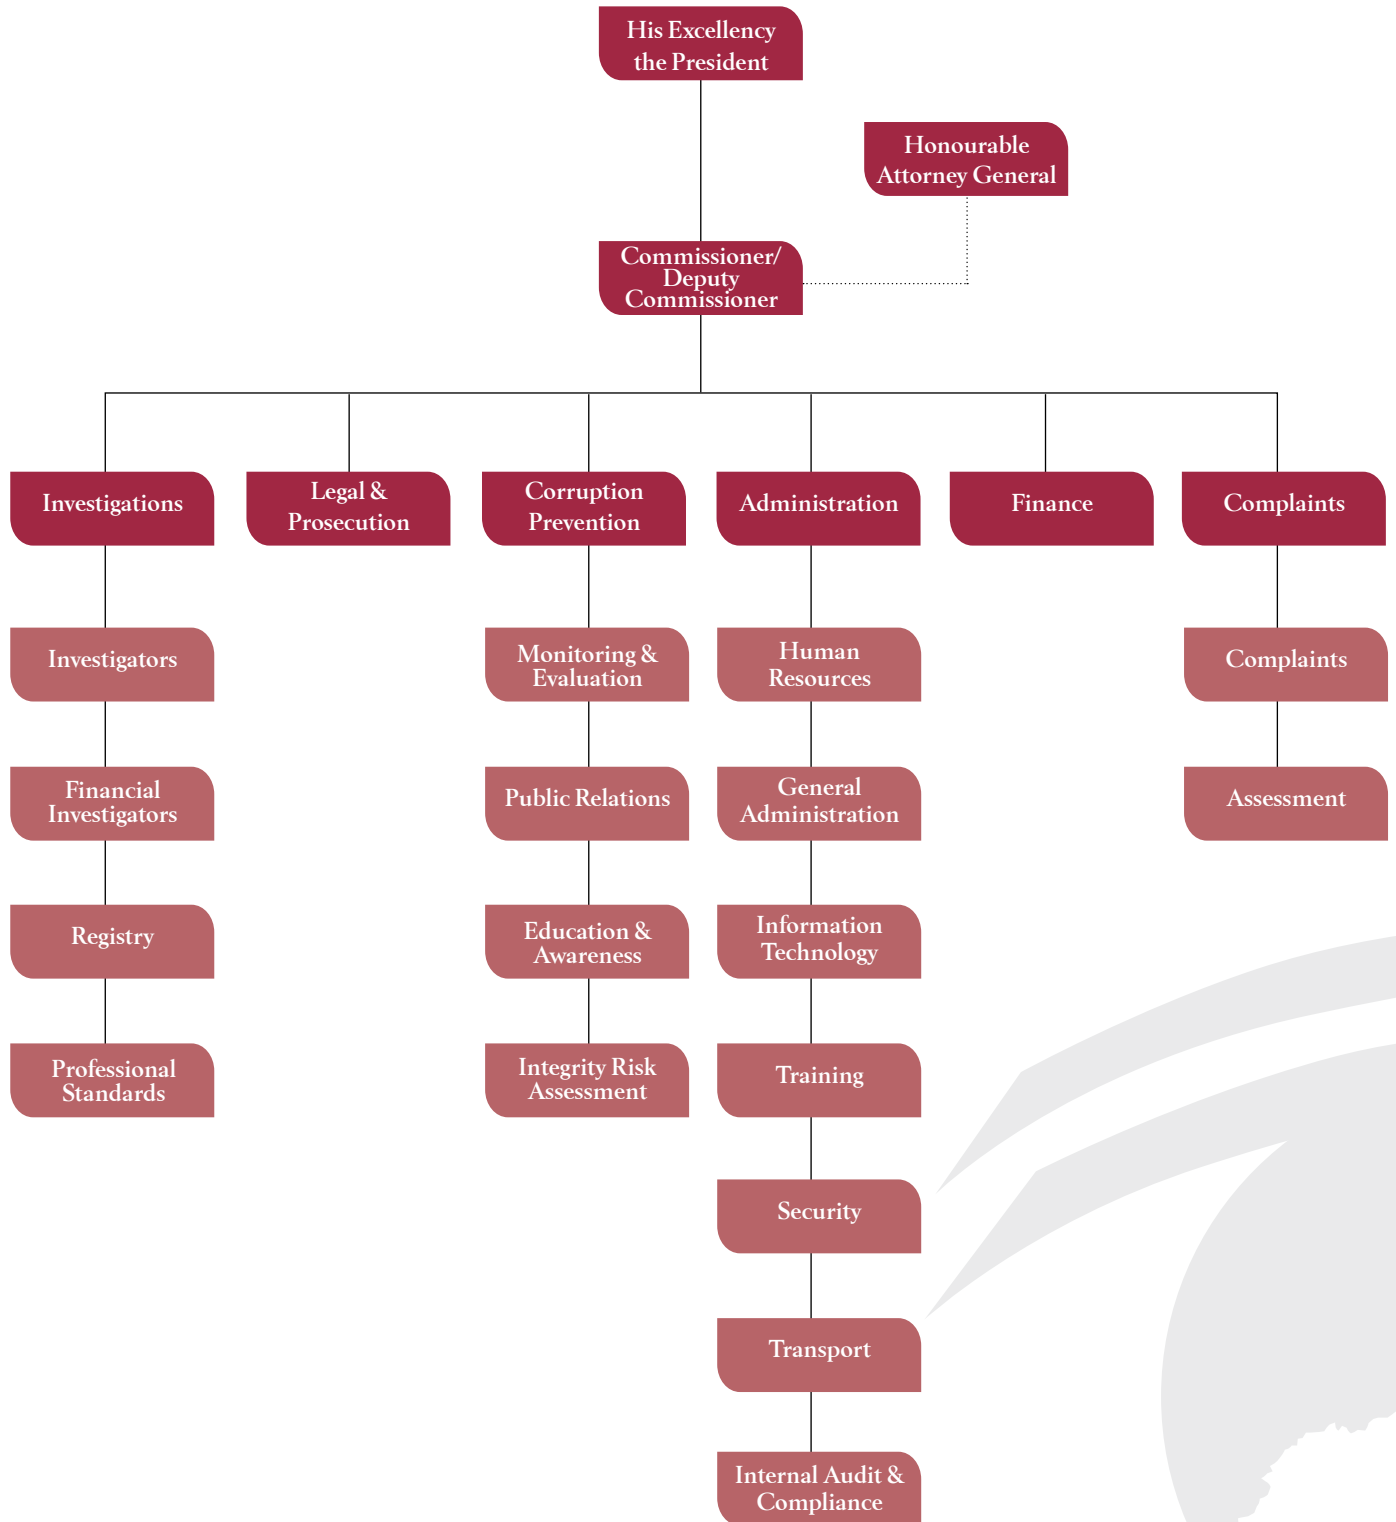 His Excellency
the President
Honourable
Attorney General
Commissioner/
Deputy
Commissioner
Investigations
Legal &
Prosecution
Corruption
Prevention
Administration
Finance
Complaints
Investigators
Monitoring &
Evaluation
Human
Resources
Complaints
Financial
Investigators
Public Relations
General
Administration
Assessment
Registry
Education &
Awareness
Information
Technology
Professional
Standards
Integrity Risk
Assessment
Training
Security
Transport
Internal Audit &
Compliance